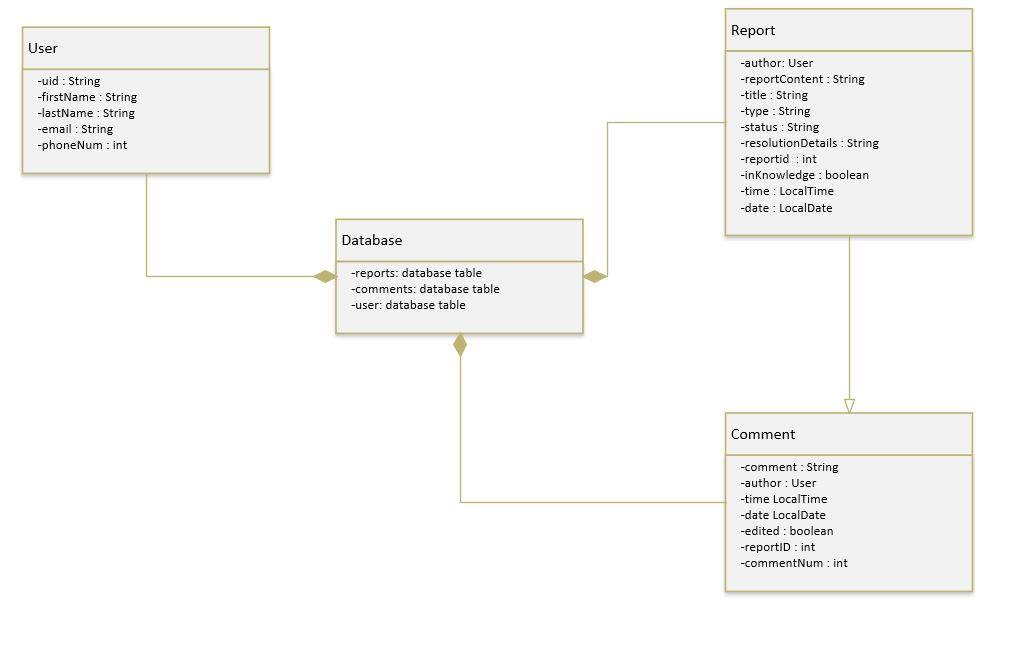 User
-uid : String
-firstName : String
-lastName : String
-email : String
-phoneNum : int
Report
-author: User
-reportContent : String
-title : String
-type : String
-status : String
-resolutionDetails : String
-reportid  : int
-inKnowledge : boolean
-time : LocalTime
-date : LocalDate
Database
-reports: database table
-comments: database table
-user: database table
Comment
-comment : String
-author : User
-time LocalTime
-date LocalDate
-edited : boolean
-reportID : int
-commentNum : int